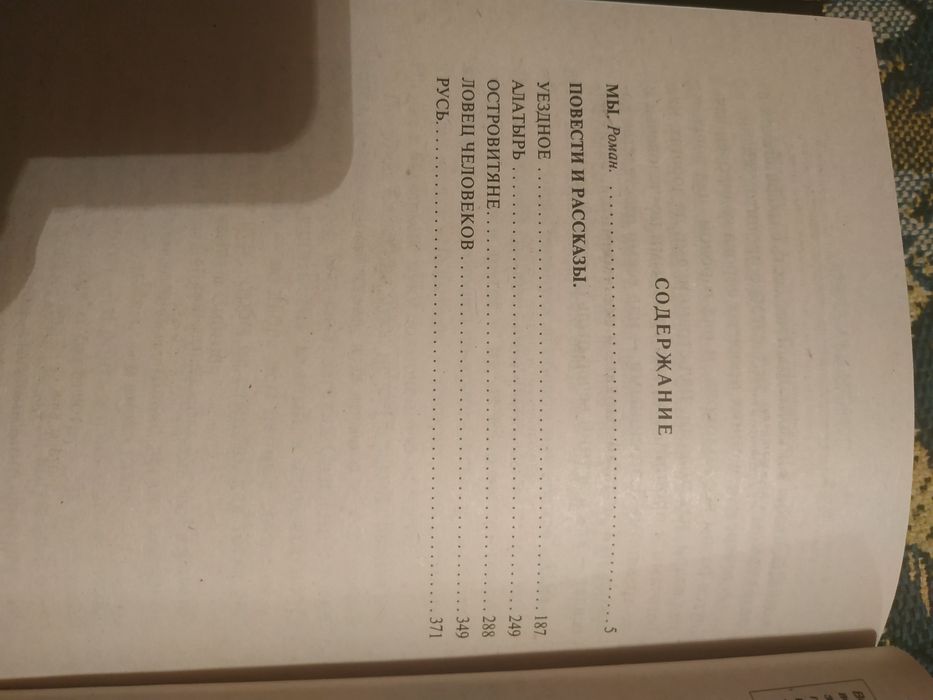 СОДЕРЖАНИЕ
МЫ. Роман. . . . . . . . . . . . . . . . . . . . . . . . . . . . . . . . . . . . . . . . 5
ПОВЕСТИ И РАССКАЗЫ.
УЕЗДНОЕ . . . . . . . . . . . . . . . . . . . . . . . . . . . . . . . . . . . . . . . . 187
АЛАТЫРЬ . . . . . . . . . . . . . . . . . . . . . . . . . . . . . . . . . . . . . . . . 249
ОСТРОВИТЯНЕ. . . . . . . . . . . . . . . . . . . . . . . . . . . . . . . . . . . . . 288
ЛОВЕЦ ЧЕЛОВЕКОВ . . . . . . . . . . . . . . . . . . . . . . . . . . . . . . . . 349
РУСЬ. . . . . . . . . . . . . . . . . . . . . . . . . . . . . . . . . . . . . . . . . . . . 371